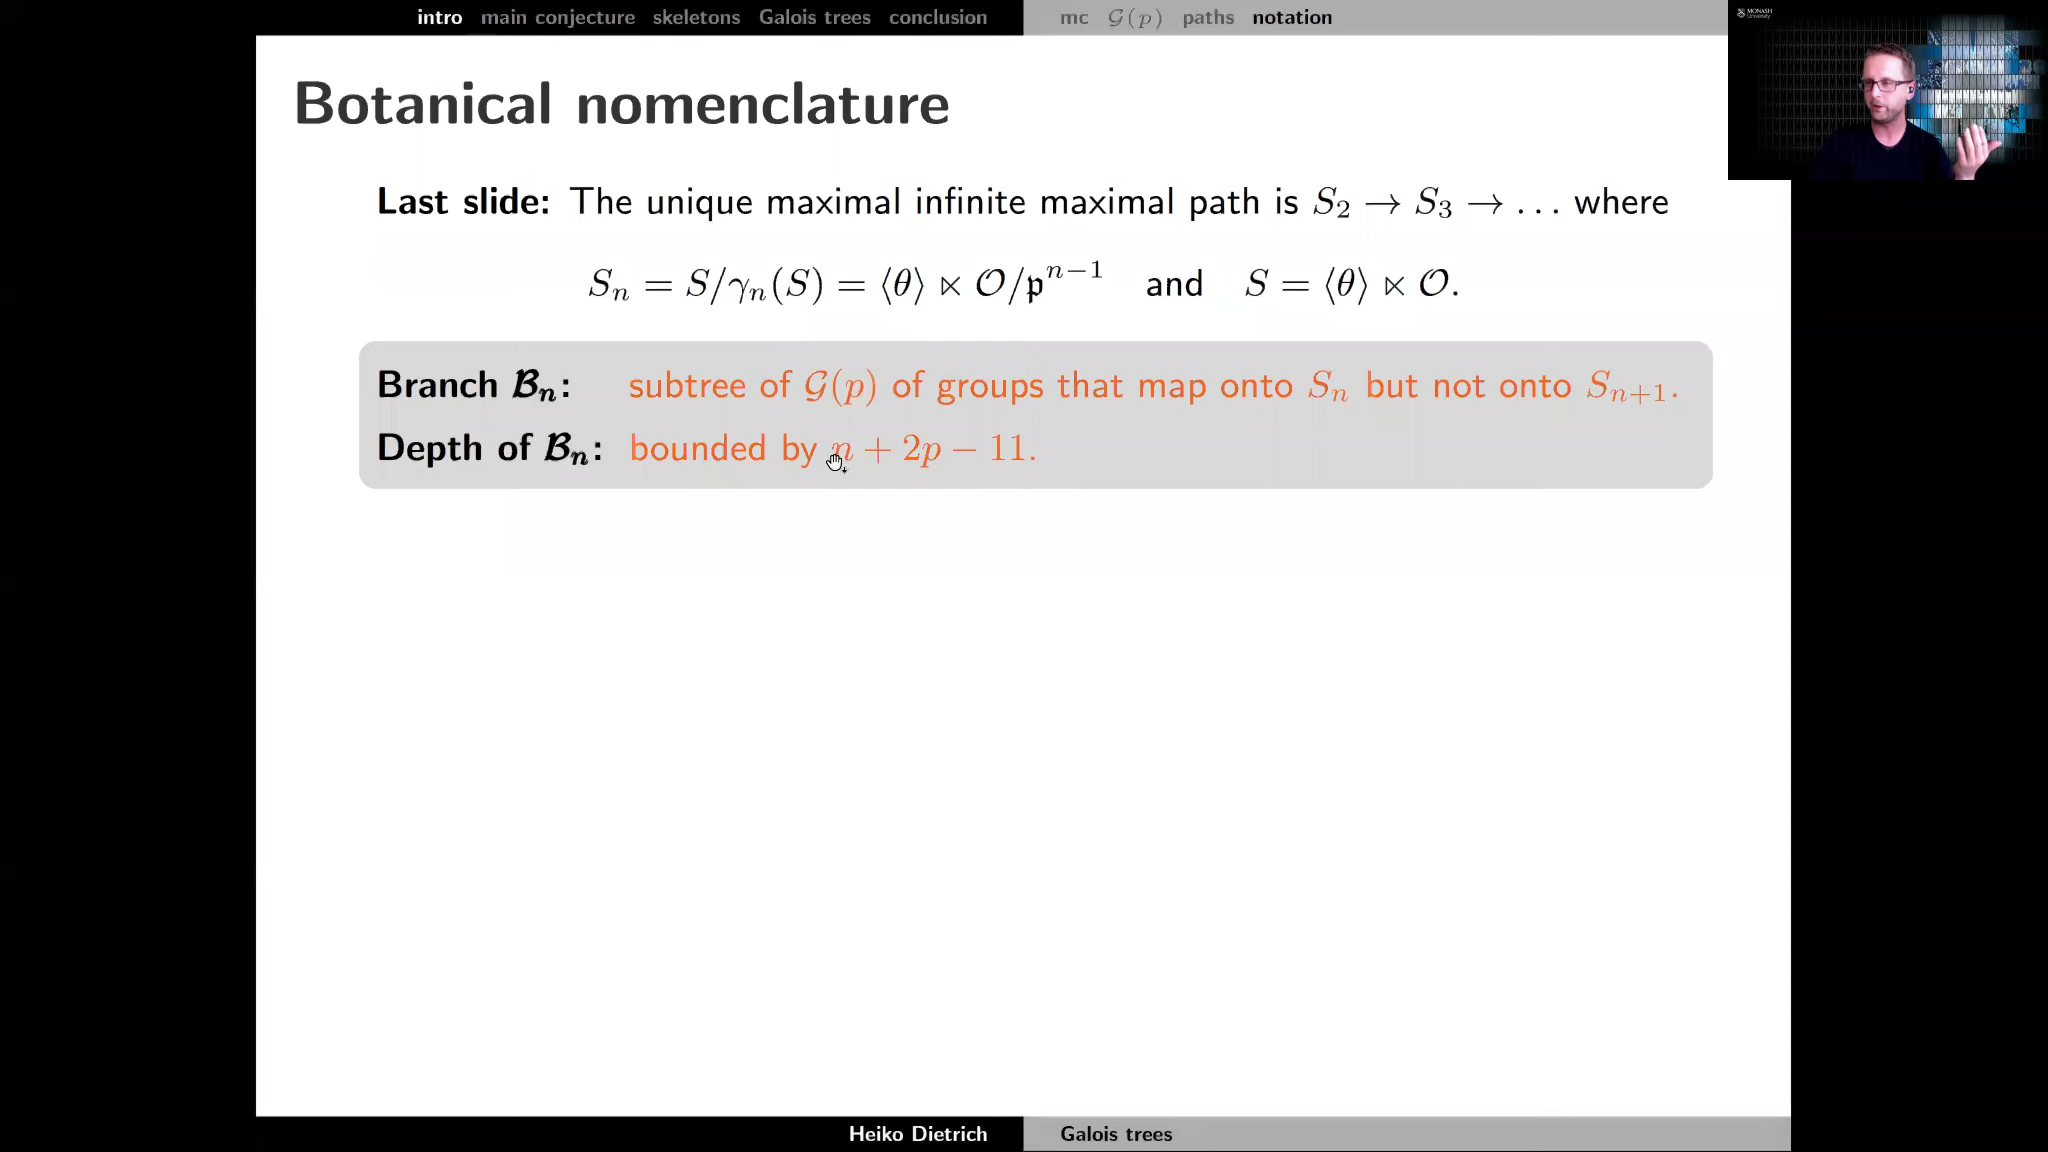 intro main conjecture skeletons Galois trees conclusion mc 𝒢(p) paths notation
MONASH University
Botanical nomenclature
Last slide: The unique maximal infinite maximal path is S₂ → S₃ → ... where
Sₙ = S/γₙ(S) = ⟨θ⟩ ⋉ 𝒪/𝔭ⁿ⁻¹ and S = ⟨θ⟩ ⋉ 𝒪.
Branch ℬₙ: subtree of 𝒢(p) of groups that map onto Sₙ but not onto Sₙ₊₁.
Depth of ℬₙ: bounded by n + 2p − 11.
Heiko Dietrich Galois trees